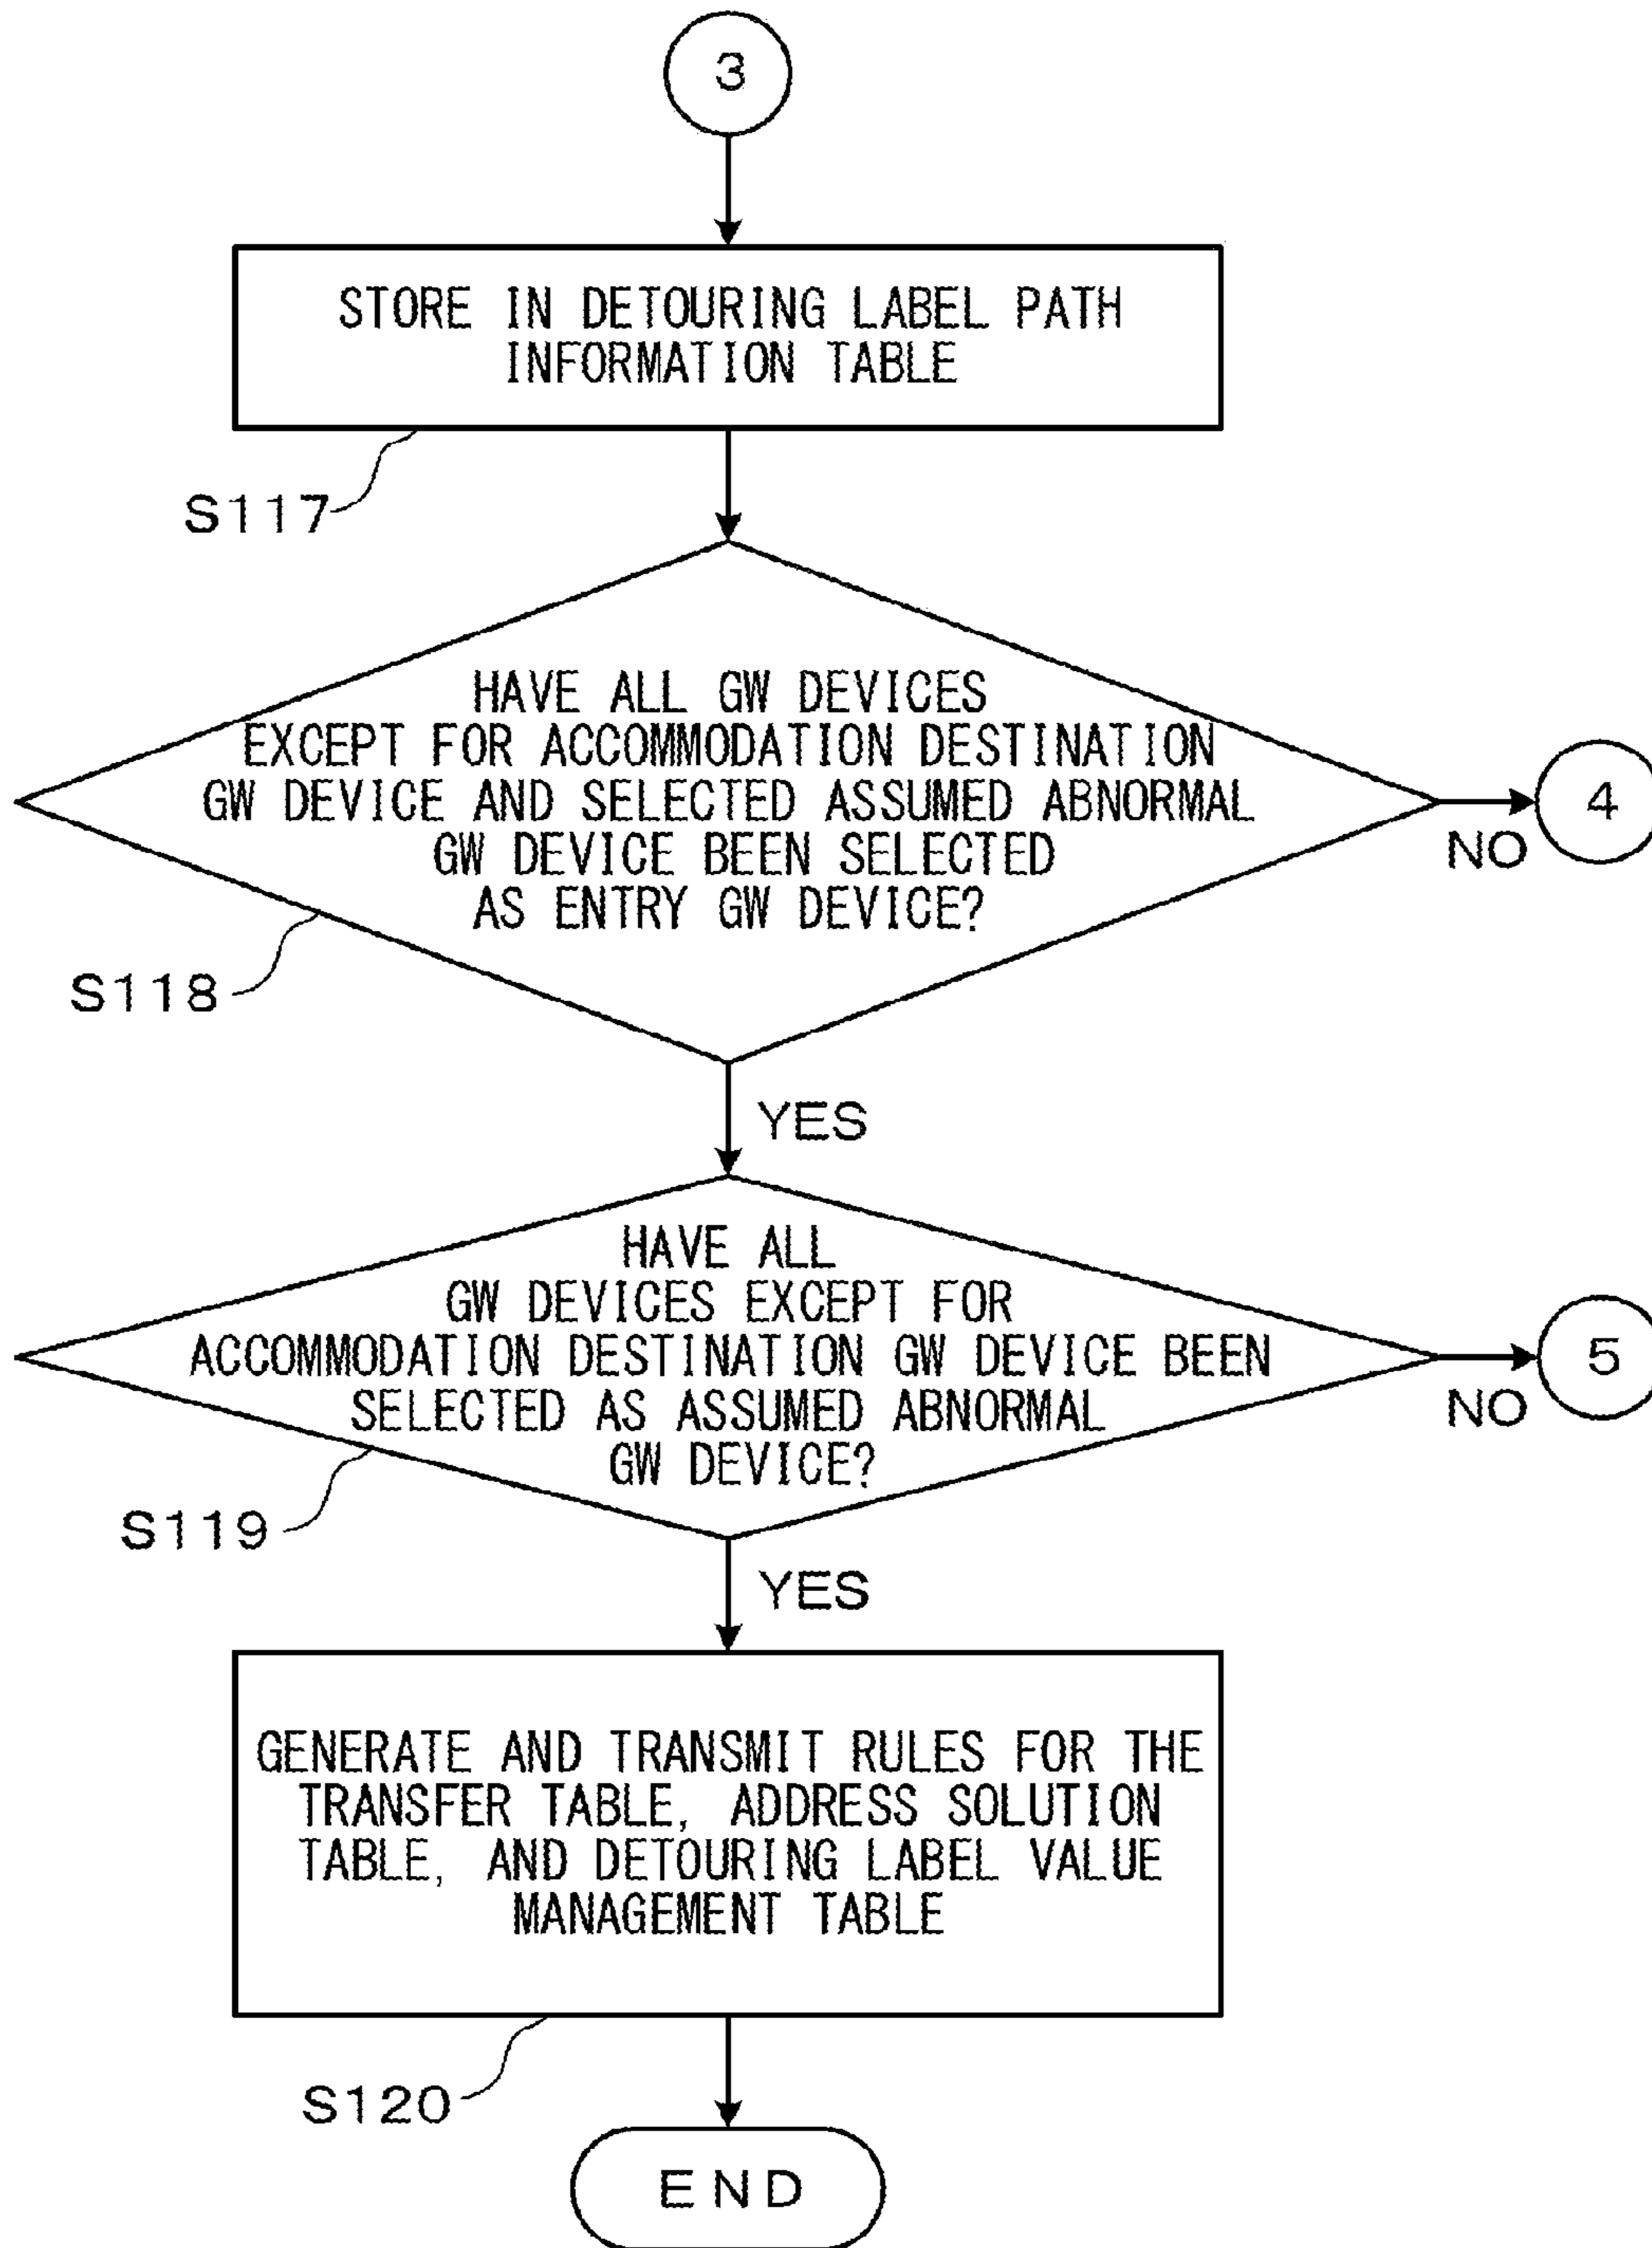 3
STORE IN DETOURING LABEL PATH
INFORMATION TABLE
S117
HAVE ALL GW DEVICES
EXCEPT FOR ACCOMMODATION DESTINATION
GW DEVICE AND SELECTED ASSUMED ABNORMAL
GW DEVICE BEEN SELECTED
AS ENTRY GW DEVICE?
NO
4
S118
YES
HAVE ALL
GW DEVICES EXCEPT FOR
ACCOMMODATION DESTINATION GW DEVICE BEEN
SELECTED AS ASSUMED ABNORMAL
GW DEVICE?
NO
5
S119
YES
GENERATE AND TRANSMIT RULES FOR THE
TRANSFER TABLE, ADDRESS SOLUTION
TABLE, AND DETOURING LABEL VALUE
MANAGEMENT TABLE
S120
END